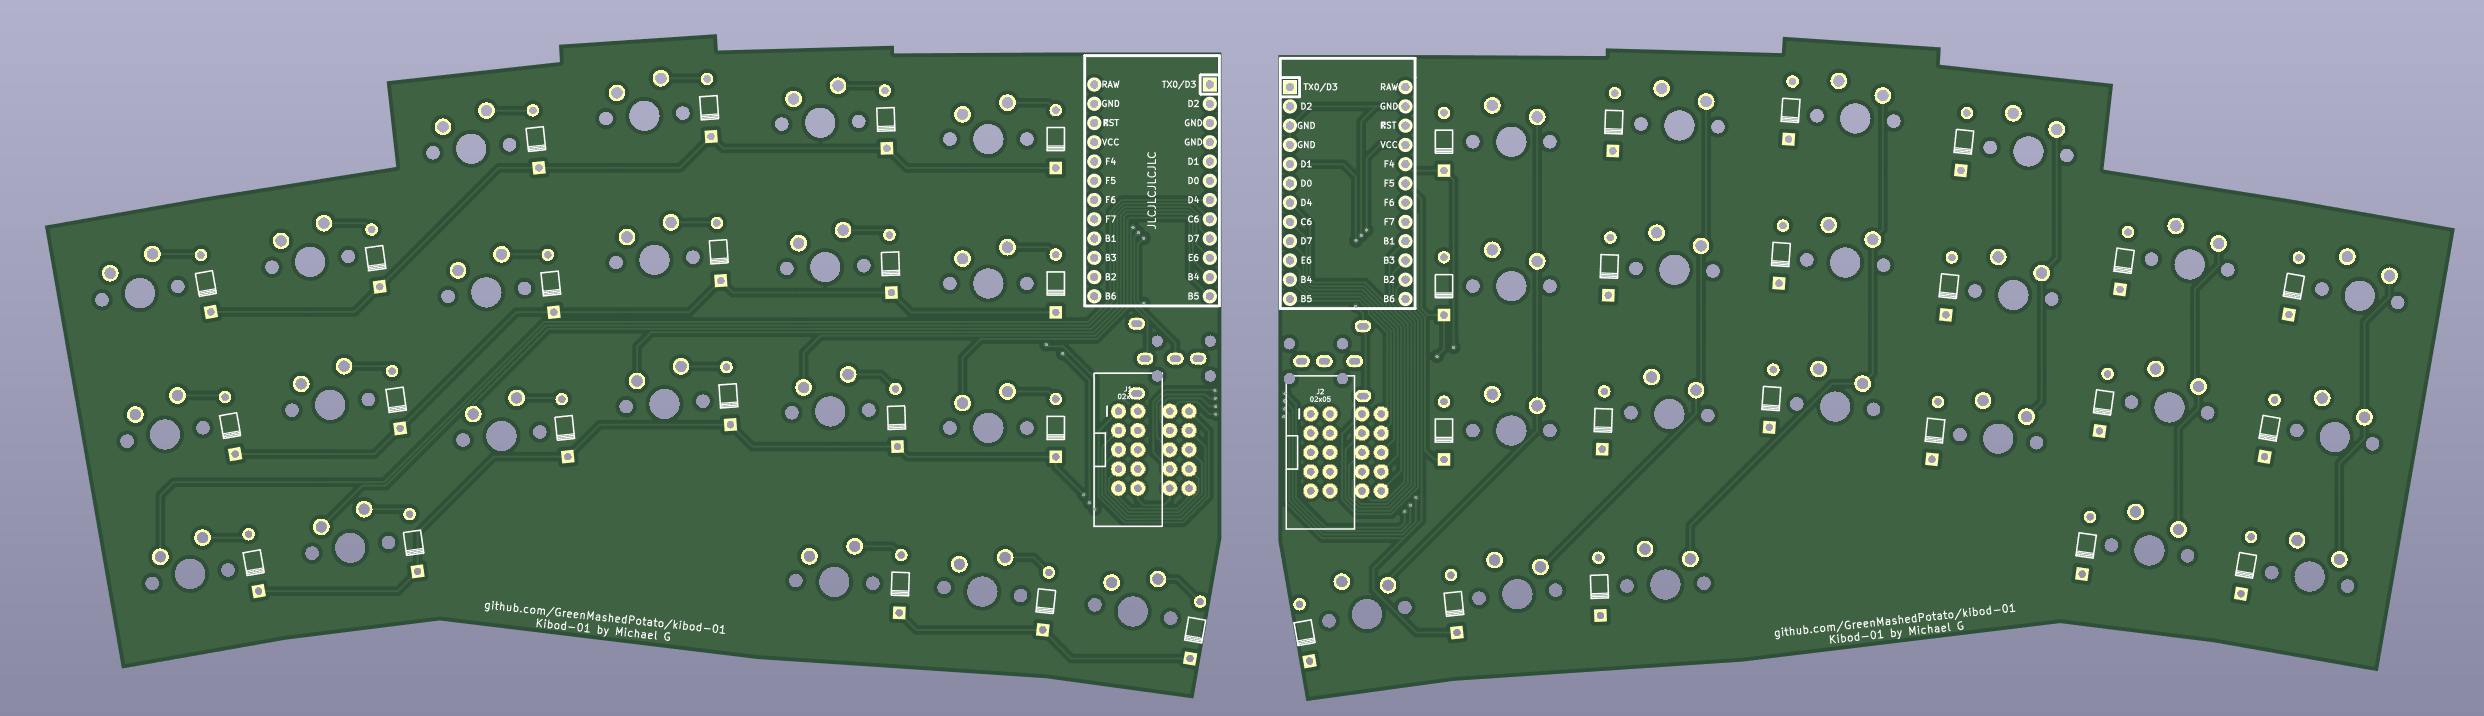 RAW TX0/D3
GND D2
RST GND
VCC GND
F4 D1
F5 D0
F6 D4
F7 C6
B1 D7
B3 E6
B2 B4
B6 B5
JLCJLCJLCJLC
02x05
github.com/GreenMashedPotato/kibod-01
Kibod-01 by Michael G
TX0/D3 RAW
D2 GND
GND RST
GND VCC
D1 F4
D0 F5
D4 F6
C6 F7
D7 B1
E6 B3
B4 B2
B5 B6
J2
02x05
github.com/GreenMashedPotato/kibod-01
Kibod-01 by Michael G